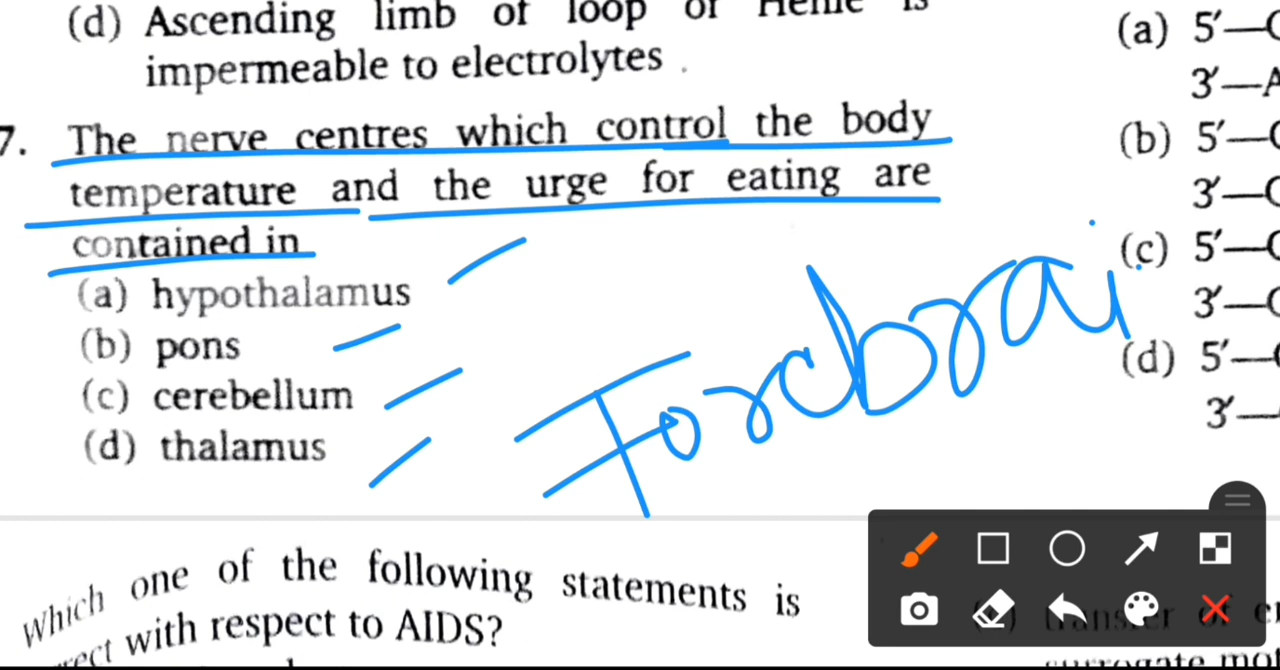 (d) Ascending limb of loop of Henle is
impermeable to electrolytes .
7. The nerve centres which control the body
temperature and the urge for eating are
contained in
(a) hypothalamus
(b) pons
(c) cerebellum
(d) thalamus
Forebrai
Which one of the following statements is
with respect to AIDS?
(a) 5′—
3′—A
(b) 5′—
3′—
(c) 5′—
3′—
(d) 5′—
3′—
transfer of